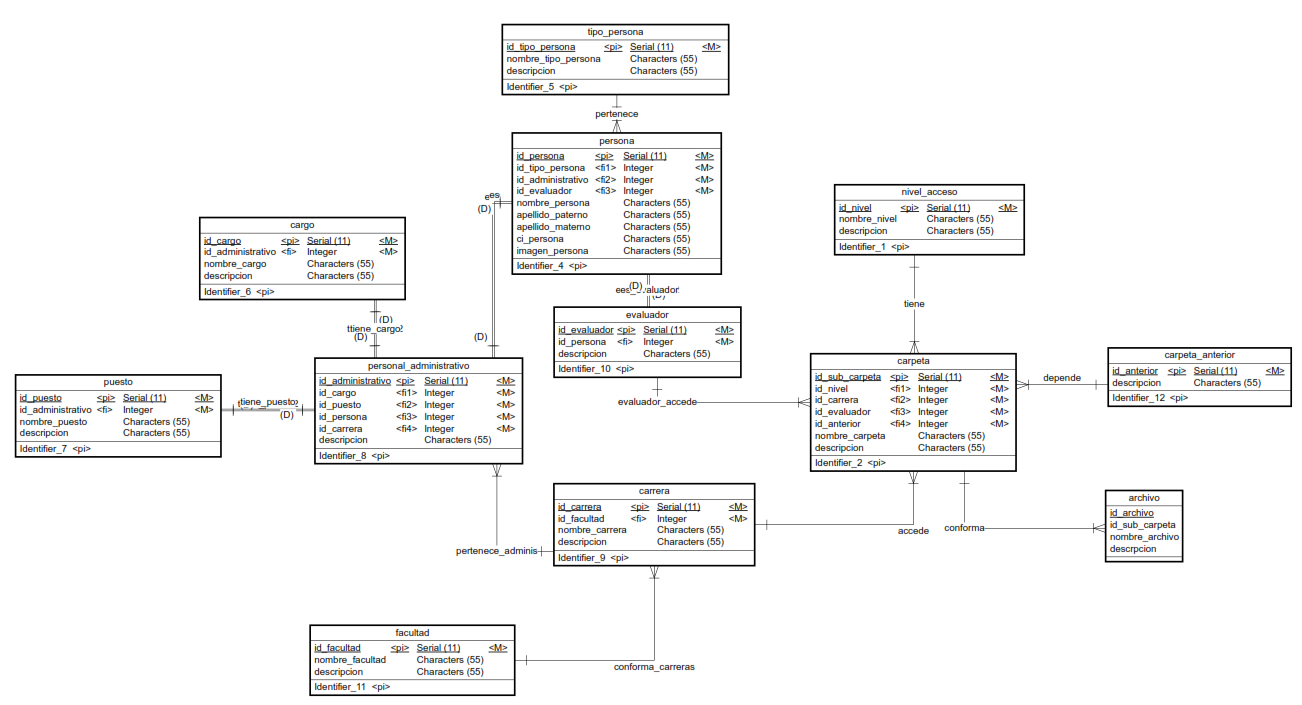 tipo_persona
id_tipo_persona <pi> Serial (11) <M>
nombre_tipo_persona Characters (55)
descripcion Characters (55)
Identifier_5 <pi>
pertenece
persona
id_persona <pi> Serial (11) <M>
id_tipo_persona <fi1> Integer <M>
id_administrativo <fi2> Integer <M>
id_evaluador <fi3> Integer <M>
nombre_persona Characters (55)
apellido_paterno Characters (55)
apellido_materno Characters (55)
ci_persona Characters (55)
imagen_persona Characters (55)
Identifier_4 <pi>
(D)
nivel_acceso
id_nivel <pi> Serial (11) <M>
nombre_nivel Characters (55)
descripcion Characters (55)
Identifier_1 <pi>
cargo
id_cargo <pi> Serial (11) <M>
id_administrativo <fi> Integer <M>
nombre_cargo Characters (55)
descripcion Characters (55)
Identifier_6 <pi>
(D)
(D)
(D)
(D)
tiene
evaluador
id_evaluador <pi> Serial (11) <M>
id_persona <fi> Integer <M>
descripcion Characters (55)
Identifier_10 <pi>
evaluador_accede
personal_administrativo
id_administrativo <pi> Serial (11) <M>
id_cargo <fi1> Integer <M>
id_puesto <fi2> Integer <M>
id_persona <fi3> Integer <M>
id_carrera <fi4> Integer <M>
descripcion Characters (55)
Identifier_8 <pi>
puesto
id_puesto <pi> Serial (11) <M>
id_administrativo <fi> Integer <M>
nombre_puesto Characters (55)
descripcion Characters (55)
Identifier_7 <pi>
tiene_puesto
(D)
carpeta
id_sub_carpeta <pi> Serial (11) <M>
id_nivel <fi1> Integer <M>
id_carrera <fi2> Integer <M>
id_evaluador <fi3> Integer <M>
id_anterior <fi4> Integer <M>
nombre_carpeta Characters (55)
descripcion Characters (55)
Identifier_2 <pi>
depende
carpeta_anterior
id_anterior <pi> Serial (11) <M>
descripcion Characters (55)
Identifier_12 <pi>
carrera
id_carrera <pi> Serial (11) <M>
id_facultad <fi> Integer <M>
nombre_carrera Characters (55)
descripcion Characters (55)
Identifier_9 <pi>
pertenece_adminis
accede
conforma
archivo
id_archivo
id_sub_carpeta
nombre_archivo
descrpcion
facultad
id_facultad <pi> Serial (11) <M>
nombre_facultad Characters (55)
descripcion Characters (55)
Identifier_11 <pi>
conforma_carreras